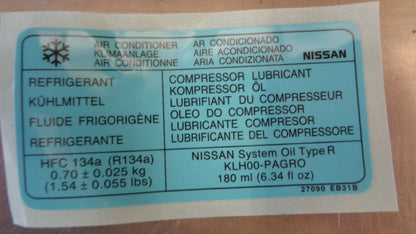 AIR CONDITIONER AR CONDICIONADO
KLIMAANLAGE AIRE ACONDICIONADO
AIR CONDITIONNE ARIA CONDIZIONATA NISSAN
REFRIGERANT
KÜHLMITTEL
FLUIDE FRIGORIGÈNE
REFRIGERANTE
COMPRESSOR LUBRICANT
KOMPRESSOR ÖL
LUBRIFIANT DU COMPRESSEUR
OLEO DO COMPRESSOR
LUBRICANTE COMPRESOR
LUBRIFICANTE DEL COMPRESSORE
HFC 134a (R134a)
0.70 ± 0.025 kg
(1.54 ± 0.055 lbs)
NISSAN System Oil Type R
KLH00-PAGRO
180 ml (6.34 fl oz)
27090 EB31B